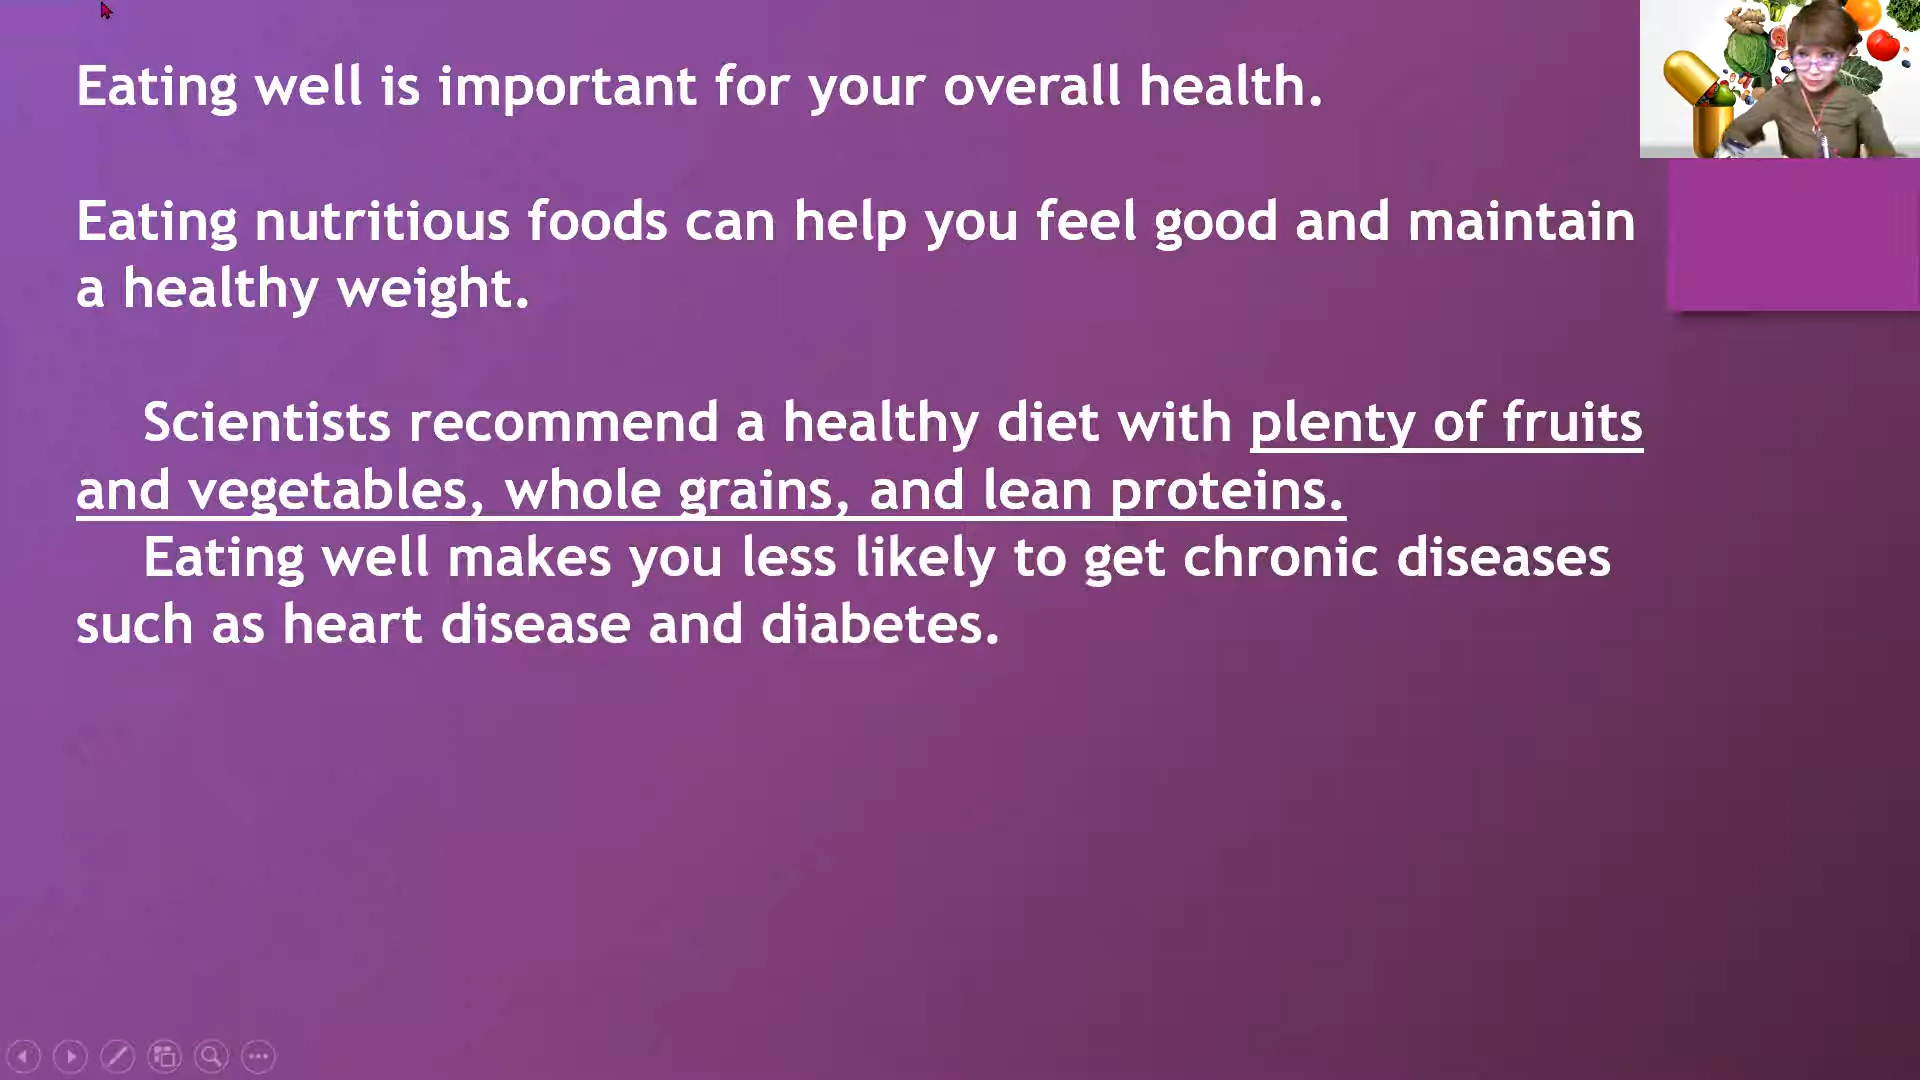 Eating well is important for your overall health.
Eating nutritious foods can help you feel good and maintain
a healthy weight.
Scientists recommend a healthy diet with plenty of fruits
and vegetables, whole grains, and lean proteins.
Eating well makes you less likely to get chronic diseases
such as heart disease and diabetes.